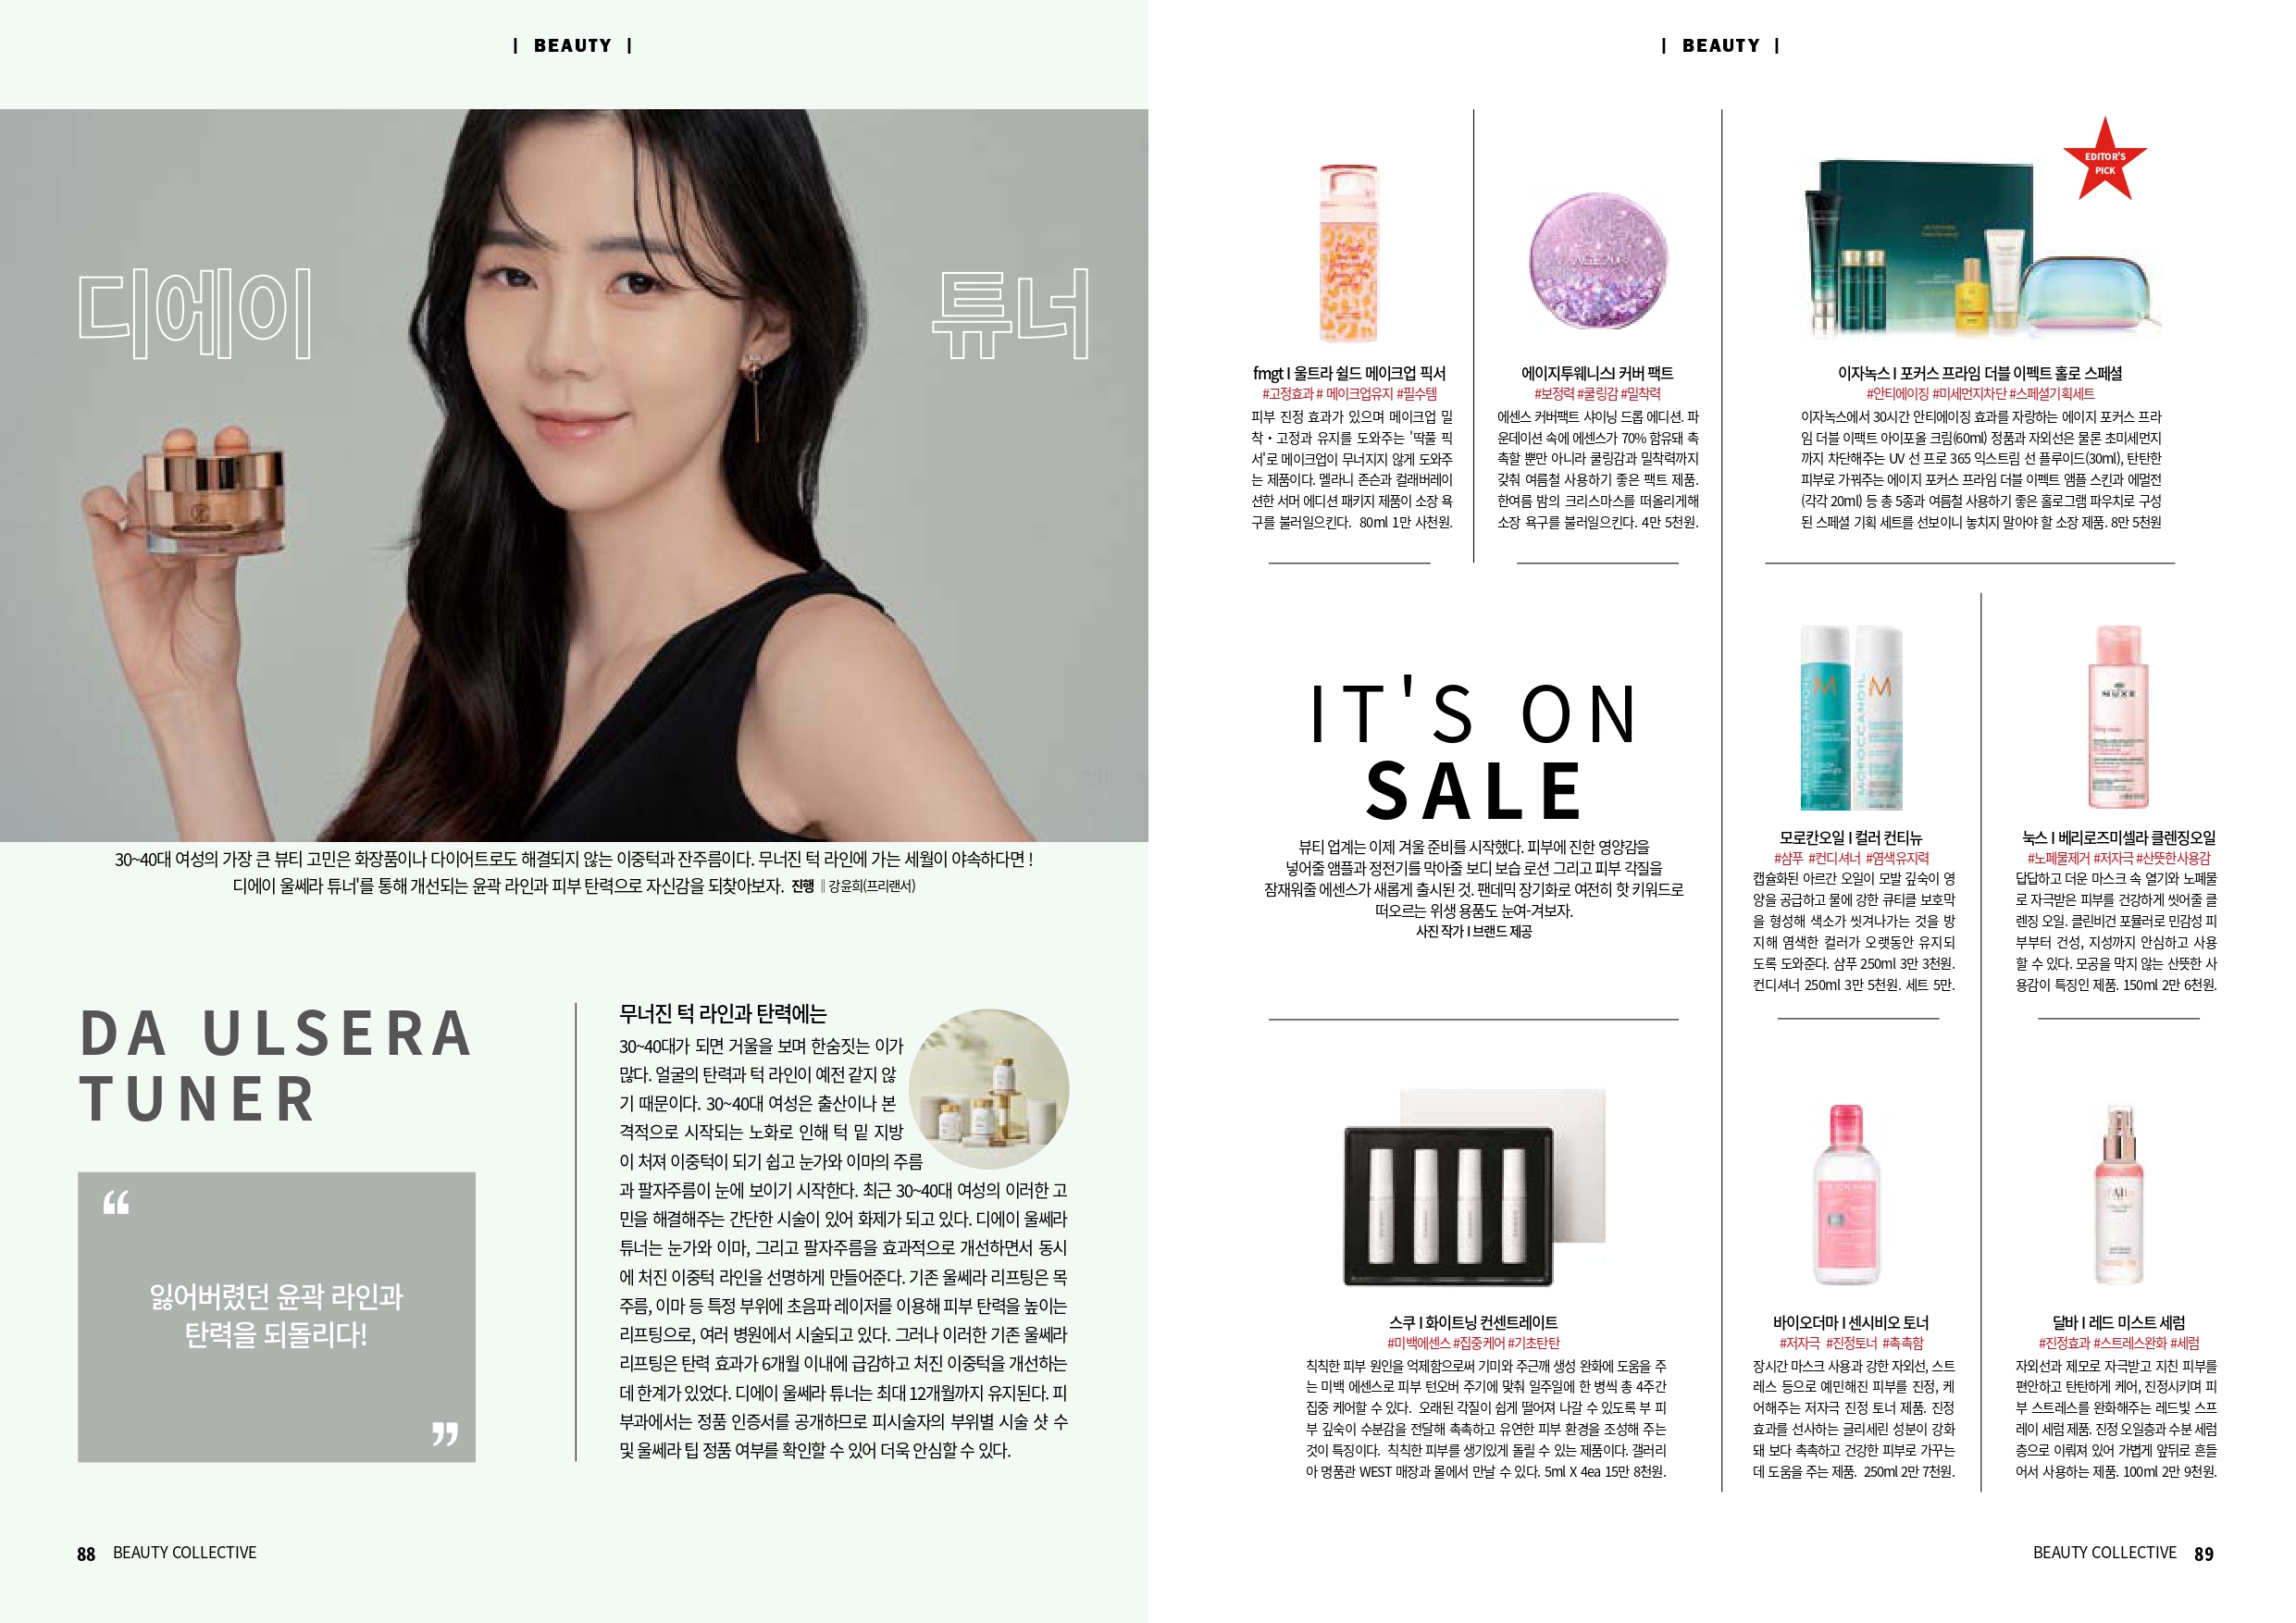 | BEAUTY |
디에이
튜너
30~40대 여성의 가장 큰 뷰티 고민은 화장품이나 다이어트로도 해결되지 않는 이중턱과 잔주름이다. 무너진 턱 라인에 가는 세월이 야속하다면 !
디에이 울쎄라 튜너'를 통해 개선되는 윤곽 라인과 피부 탄력으로 자신감을 되찾아보자. 진행 ‖ 강윤희(프리랜서)
DA ULSERA
TUNER
“
잃어버렸던 윤곽 라인과
탄력을 되돌리다!
”
무너진 턱 라인과 탄력에는
30~40대가 되면 거울을 보며 한숨짓는 이가
많다. 얼굴의 탄력과 턱 라인이 예전 같지 않
기 때문이다. 30~40대 여성은 출산이나 본
격적으로 시작되는 노화로 인해 턱 밑 지방
이 처져 이중턱이 되기 쉽고 눈가와 이마의 주름
과 팔자주름이 눈에 보이기 시작한다. 최근 30~40대 여성의 이러한 고
민을 해결해주는 간단한 시술이 있어 화제가 되고 있다. 디에이 울쎄라
튜너는 눈가와 이마, 그리고 팔자주름을 효과적으로 개선하면서 동시
에 처진 이중턱 라인을 선명하게 만들어준다. 기존 울쎄라 리프팅은 목
주름, 이마 등 특정 부위에 초음파 레이저를 이용해 피부 탄력을 높이는
리프팅으로, 여러 병원에서 시술되고 있다. 그러나 이러한 기존 울쎄라
리프팅은 탄력 효과가 6개월 이내에 급감하고 처진 이중턱을 개선하는
데 한계가 있었다. 디에이 울쎄라 튜너는 최대 12개월까지 유지된다. 피
부과에서는 정품 인증서를 공개하므로 피시술자의 부위별 시술 샷 수
및 울쎄라 팁 정품 여부를 확인할 수 있어 더욱 안심할 수 있다.
88 BEAUTY COLLECTIVE
| BEAUTY |
fmgt I 울트라 쉴드 메이크업 픽서
#고정효과 # 메이크업유지 #필수템
피부 진정 효과가 있으며 메이크업 밀
착・고정과 유지를 도와주는 '딱풀 픽
서'로 메이크업이 무너지지 않게 도와주
는 제품이다. 멜라니 존슨과 컬래버레이
션한 서머 에디션 패키지 제품이 소장 욕
구를 불러일으킨다. 80ml 1만 사천원.
에이지투웨니스I 커버 팩트
#보정력 #쿨링감 #밀착력
에센스 커버팩트 샤이닝 드롭 에디션. 파
운데이션 속에 에센스가 70% 함유돼 촉
촉할 뿐만 아니라 쿨링감과 밀착력까지
갖춰 여름철 사용하기 좋은 팩트 제품.
한여름 밤의 크리스마스를 떠올리게해
소장 욕구를 불러일으킨다. 4만 5천원.
EDITOR'S
PICK
이자녹스 I 포커스 프라임 더블 이펙트 홀로 스페셜
#안티에이징 #미세먼지차단 #스페셜기획세트
이자녹스에서 30시간 안티에이징 효과를 자랑하는 에이지 포커스 프라
임 더블 이팩트 아이포올 크림(60ml) 정품과 자외선은 물론 초미세먼지
까지 차단해주는 UV 선 프로 365 익스트림 선 플루이드(30ml), 탄탄한
피부로 가꿔주는 에이지 포커스 프라임 더블 이펙트 앰플 스킨과 에멀전
(각각 20ml) 등 총 5종과 여름철 사용하기 좋은 홀로그램 파우치로 구성
된 스페셜 기획 세트를 선보이니 놓치지 말아야 할 소장 제품. 8만 5천원
IT'S ON
SALE
뷰티 업계는 이제 겨울 준비를 시작했다. 피부에 진한 영양감을
넣어줄 앰플과 정전기를 막아줄 보디 보습 로션 그리고 피부 각질을
잠재워줄 에센스가 새롭게 출시된 것. 팬데믹 장기화로 여전히 핫 키워드로
떠오르는 위생 용품도 눈여-겨보자.
사진 작가 I 브랜드 제공
MOROCCANOIL
NUXE
모로칸오일 I 컬러 컨티뉴
#샴푸 #컨디셔너 #염색유지력
캡슐화된 아르간 오일이 모발 깊숙이 영
양을 공급하고 물에 강한 큐티클 보호막
을 형성해 색소가 씻겨나가는 것을 방
지해 염색한 컬러가 오랫동안 유지되
도록 도와준다. 샴푸 250ml 3만 3천원.
컨디셔너 250ml 3만 5천원. 세트 5만.
눅스 I 베리로즈미셀라 클렌징오일
#노폐물제거 #저자극 #산뜻한사용감
답답하고 더운 마스크 속 열기와 노폐물
로 자극받은 피부를 건강하게 씻어줄 클
렌징 오일. 클린비건 포뮬러로 민감성 피
부부터 건성, 지성까지 안심하고 사용
할 수 있다. 모공을 막지 않는 산뜻한 사
용감이 특징인 제품. 150ml 2만 6천원.
스쿠 I 화이트닝 컨센트레이트
#미백에센스 #집중케어 #기초탄탄
칙칙한 피부 원인을 억제함으로써 기미와 주근깨 생성 완화에 도움을 주
는 미백 에센스로 피부 턴오버 주기에 맞춰 일주일에 한 병씩 총 4주간
집중 케어할 수 있다. 오래된 각질이 쉽게 떨어져 나갈 수 있도록 부 피
부 깊숙이 수분감을 전달해 촉촉하고 유연한 피부 환경을 조성해 주는
것이 특징이다. 칙칙한 피부를 생기있게 돌릴 수 있는 제품이다. 갤러리
아 명품관 WEST 매장과 몰에서 만날 수 있다. 5ml X 4ea 15만 8천원.
바이오더마 I 센시비오 토너
#저자극 #진정토너 #촉촉함
장시간 마스크 사용과 강한 자외선, 스트
레스 등으로 예민해진 피부를 진정, 케
어해주는 저자극 진정 토너 제품. 진정
효과를 선사하는 글리세린 성분이 강화
돼 보다 촉촉하고 건강한 피부로 가꾸는
데 도움을 주는 제품. 250ml 2만 7천원.
달바 I 레드 미스트 세럼
#진정효과 #스트레스완화 #세럼
자외선과 제모로 자극받고 지친 피부를
편안하고 탄탄하게 케어, 진정시키며 피
부 스트레스를 완화해주는 레드빛 스프
레이 세럼 제품. 진정 오일층과 수분 세럼
층으로 이뤄져 있어 가볍게 앞뒤로 흔들
어서 사용하는 제품. 100ml 2만 9천원.
BEAUTY COLLECTIVE 89